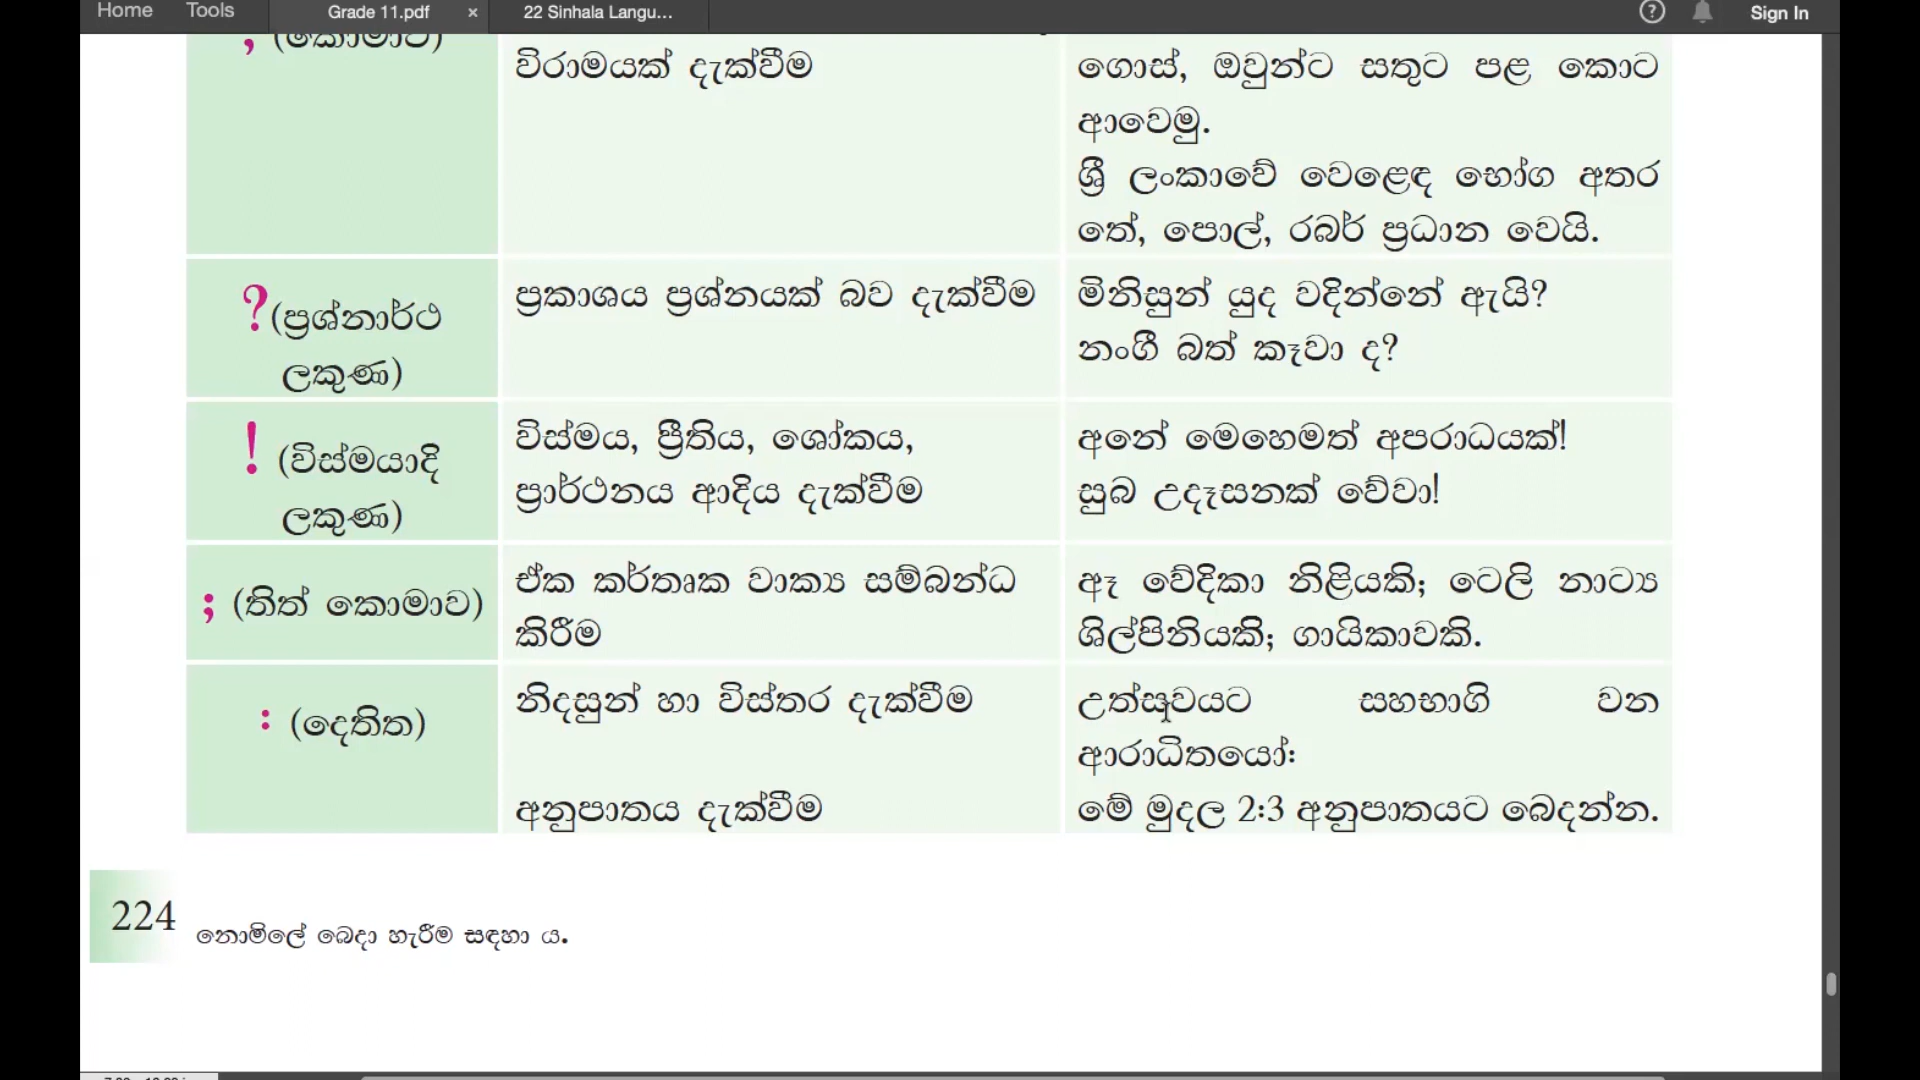 Home Tools Grade 11.pdf × 22 Sinhala Langu... ? Sign In
, (කොමාව)
විරාමයක් දැක්වීම
ගොස්, ඔවුන්ට සතුට පළ කොට
ආවෙමු.
ශ්‍රී ලංකාවේ වෙළෙඳ භෝග අතර
තේ, පොල්, රබර් ප්‍රධාන වෙයි.
? (ප්‍රශ්නාර්ථ
ලකුණ)
ප්‍රකාශය ප්‍රශ්නයක් බව දැක්වීම
මිනිසුන් යුද වදින්නේ ඇයි?
නංගී බත් කෑවා ද?
! (විස්මයාදි
ලකුණ)
විස්මය, ප්‍රීතිය, ශෝකය,
ප්‍රාර්ථනය ආදිය දැක්වීම
අනේ මෙහෙමත් අපරාධයක්!
සුබ උදෑසනක් වේවා!
; (තිත් කොමාව)
ඒක කර්තෘක වාක්‍ය සම්බන්ධ
කිරීම
ඈ වේදිකා නිළියකි; ටෙලි නාට්‍ය
ශිල්පිනියකි; ගායිකාවකි.
: (දෙතිත)
නිදසුන් හා විස්තර දැක්වීම
අනුපාතය දැක්වීම
උත්සවයට සහභාගි වන
ආරාධිතයෝ:
මේ මුදල 2:3 අනුපාතයට බෙදන්න.
224
නොමිලේ බෙදා හැරීම සඳහා ය.